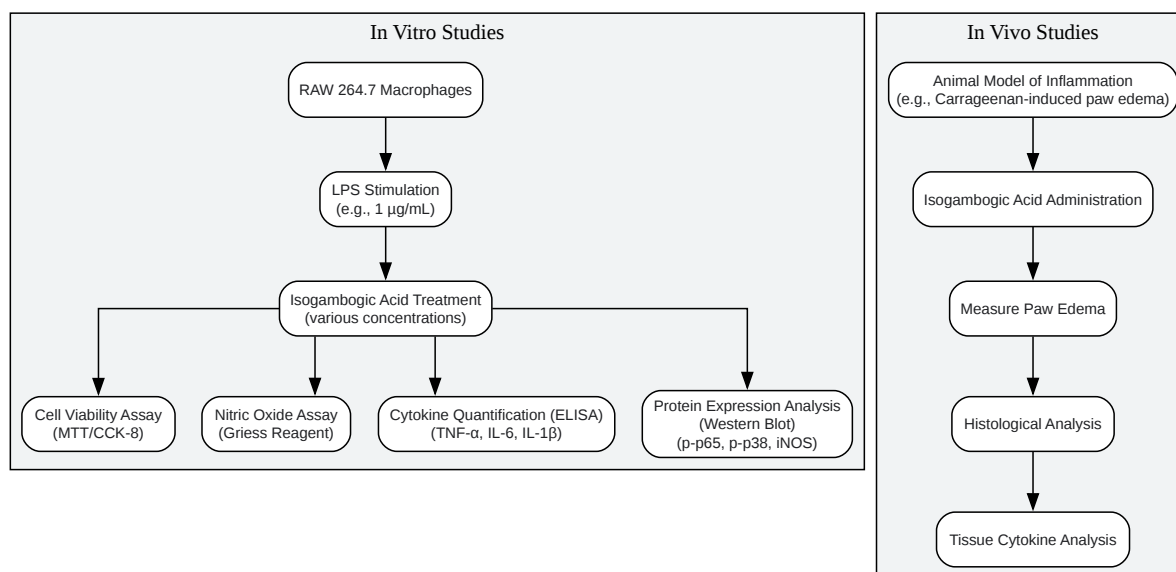 In Vitro Studies
RAW 264.7 Macrophages
LPS Stimulation
(e.g., 1 µg/mL)
Isogambogic Acid Treatment
(various concentrations)
Cell Viability Assay
(MTT/CCK-8)
Nitric Oxide Assay
(Griess Reagent)
Cytokine Quantification (ELISA)
(TNF-α, IL-6, IL-1β)
Protein Expression Analysis
(Western Blot)
(p-p65, p-p38, iNOS)
In Vivo Studies
Animal Model of Inflammation
(e.g., Carrageenan-induced paw edema)
Isogambogic Acid Administration
Measure Paw Edema
Histological Analysis
Tissue Cytokine Analysis